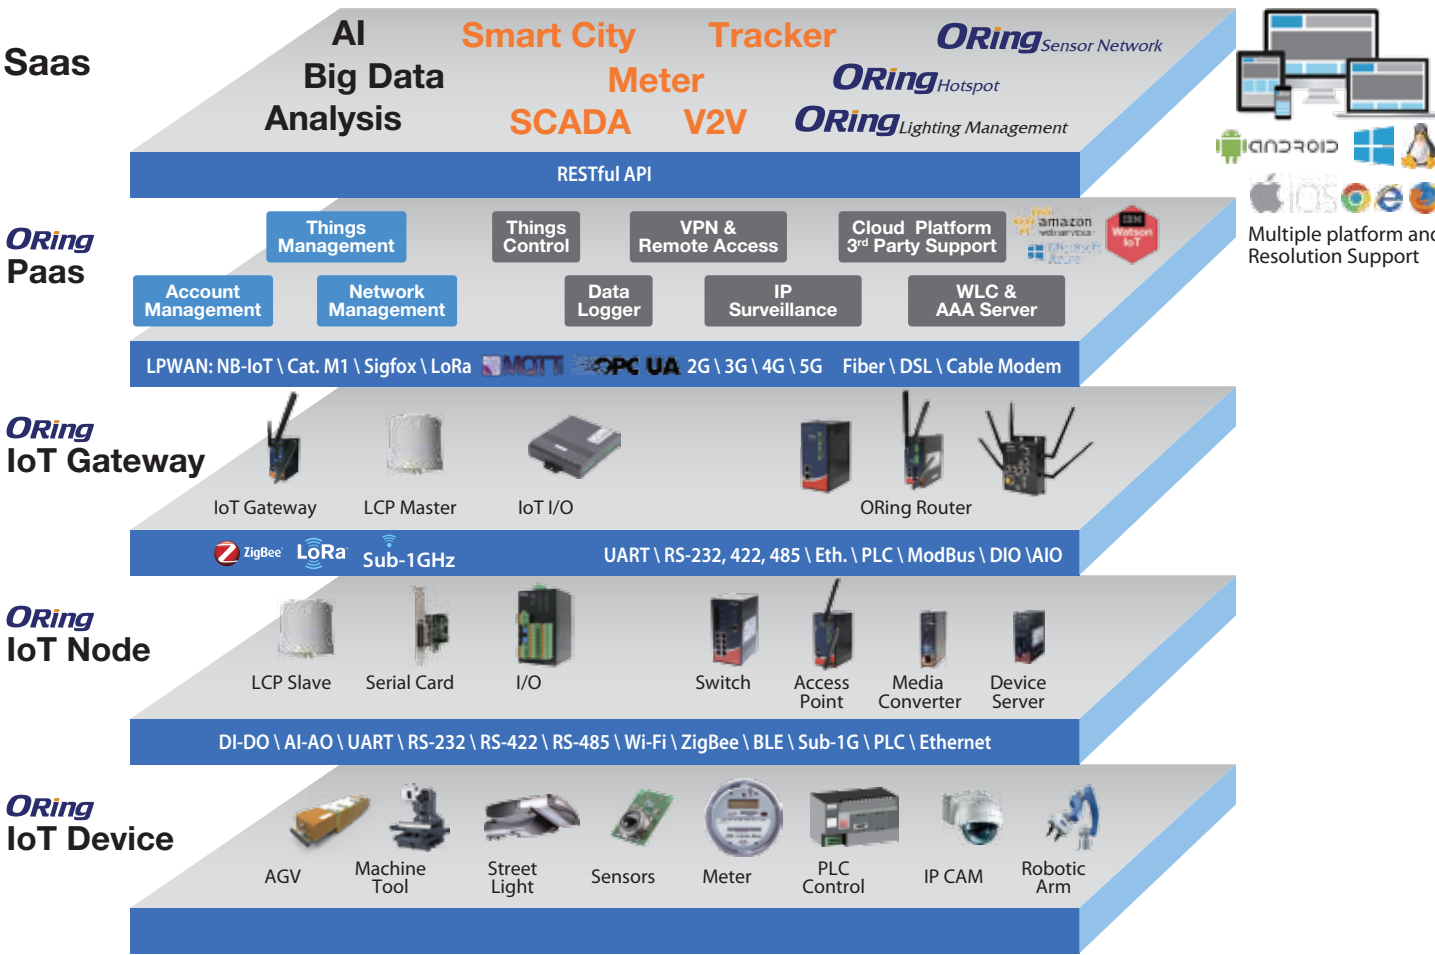 Saas
AI
Big Data
Analysis
Smart City
Tracker
Meter
SCADA
V2V
ORing Sensor Network
ORing Hotspot
ORing Lighting Management
RESTful API
ANDROID
iOS
Multiple platform and
Resolution Support
ORing
Paas
Things
Management
Things
Control
VPN &
Remote Access
Cloud Platform
3rd Party Support
amazon
web services
Microsoft
Azure
IBM
Watson
IoT
Account
Management
Network
Management
Data
Logger
IP
Surveillance
WLC &
AAA Server
LPWAN: NB-IoT \ Cat. M1 \ Sigfox \ LoRa MQTT OPC UA 2G \ 3G \ 4G \ 5G Fiber \ DSL \ Cable Modem
ORing
IoT Gateway
IoT Gateway
LCP Master
IoT I/O
ORing Router
ZigBee LoRa Sub-1GHz
UART \ RS-232, 422, 485 \ Eth. \ PLC \ ModBus \ DIO \AIO
ORing
IoT Node
LCP Slave
Serial Card
I/O
Switch
Access
Point
Media
Converter
Device
Server
DI-DO \ AI-AO \ UART \ RS-232 \ RS-422 \ RS-485 \ Wi-Fi \ ZigBee \ BLE \ Sub-1G \ PLC \ Ethernet
ORing
IoT Device
AGV
Machine
Tool
Street
Light
Sensors
Meter
PLC
Control
IP CAM
Robotic
Arm